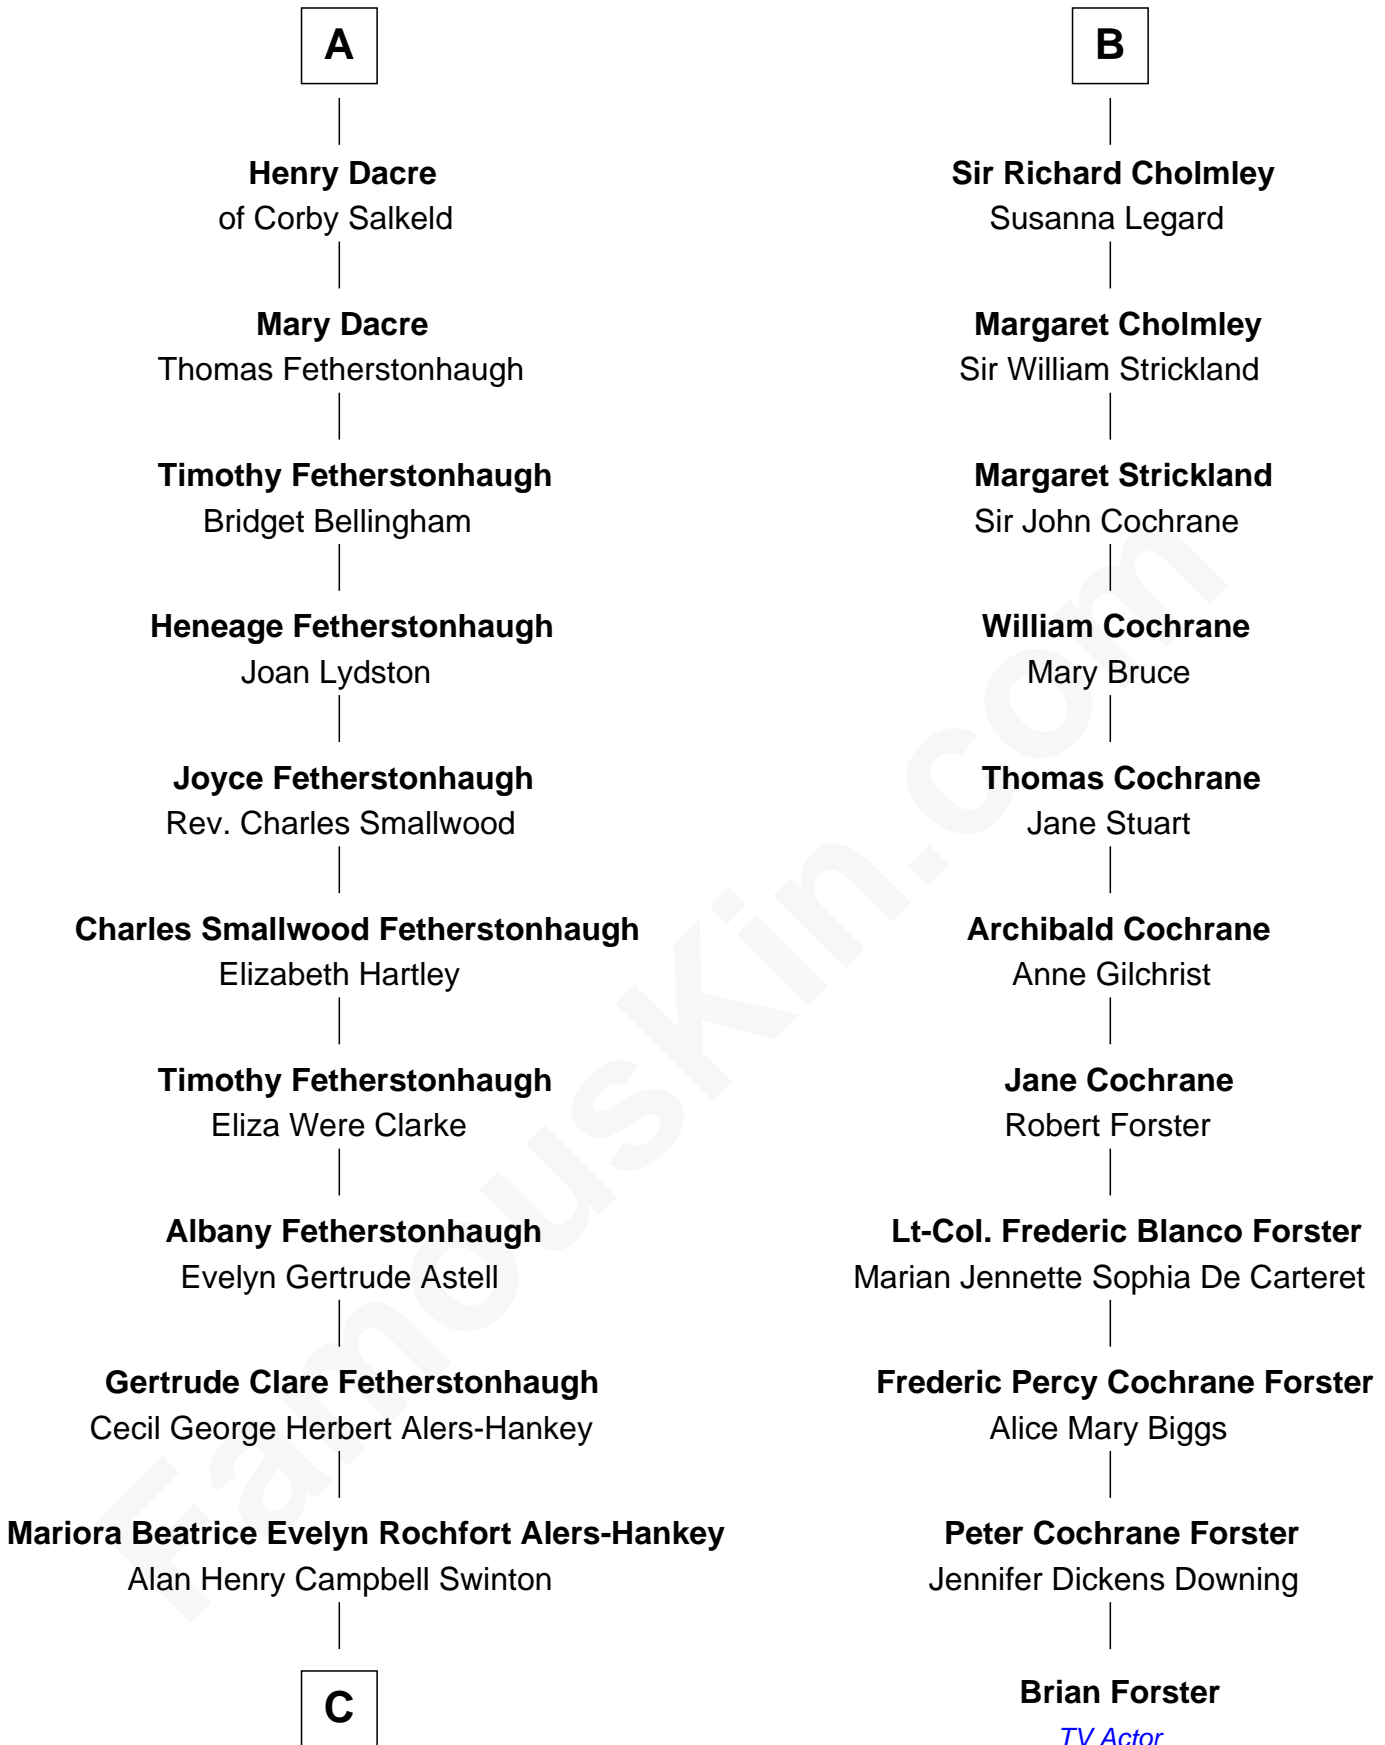 A
Henry Dacre
of Corby Salkeld
Mary Dacre
Thomas Fetherstonhaugh
Timothy Fetherstonhaugh
Bridget Bellingham
Heneage Fetherstonhaugh
Joan Lydston
Joyce Fetherstonhaugh
Rev. Charles Smallwood
Charles Smallwood Fetherstonhaugh
Elizabeth Hartley
Timothy Fetherstonhaugh
Eliza Were Clarke
Albany Fetherstonhaugh
Evelyn Gertrude Astell
Gertrude Clare Fetherstonhaugh
Cecil George Herbert Alers-Hankey
Mariora Beatrice Evelyn Rochfort Alers-Hankey
Alan Henry Campbell Swinton
C
B
Sir Richard Cholmley
Susanna Legard
Margaret Cholmley
Sir William Strickland
Margaret Strickland
Sir John Cochrane
William Cochrane
Mary Bruce
Thomas Cochrane
Jane Stuart
Archibald Cochrane
Anne Gilchrist
Jane Cochrane
Robert Forster
Lt-Col. Frederic Blanco Forster
Marian Jennette Sophia De Carteret
Frederic Percy Cochrane Forster
Alice Mary Biggs
Peter Cochrane Forster
Jennifer Dickens Downing
Brian Forster
TV Actor
FamousKin.com